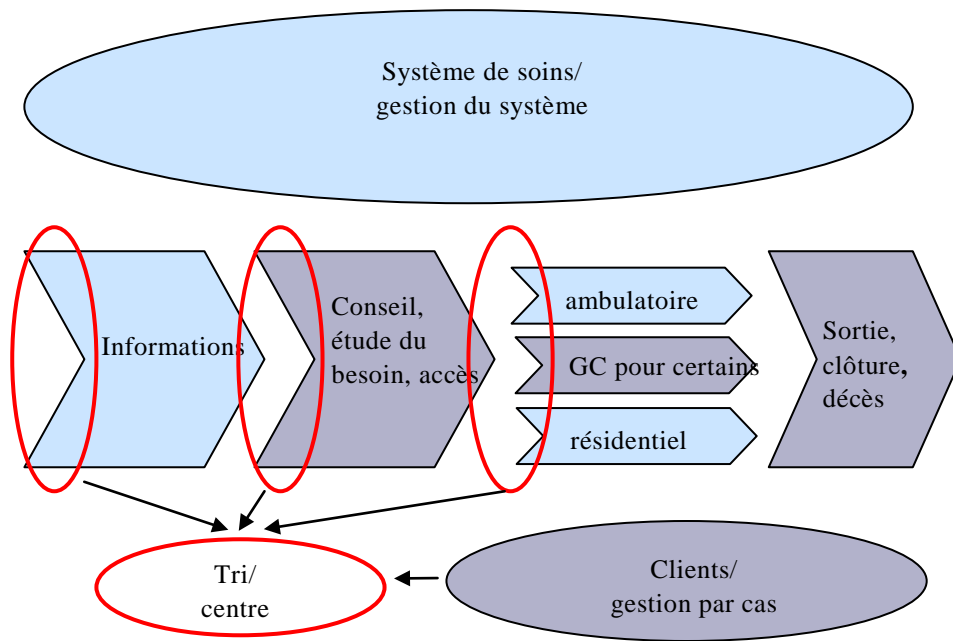 Système de soins/
gestion du système
Informations
Conseil,
étude du
besoin, accès
ambulatoire
GC pour certains
résidentiel
Sortie,
clôture,
décès
Tri/
centre
Clients/
gestion par cas